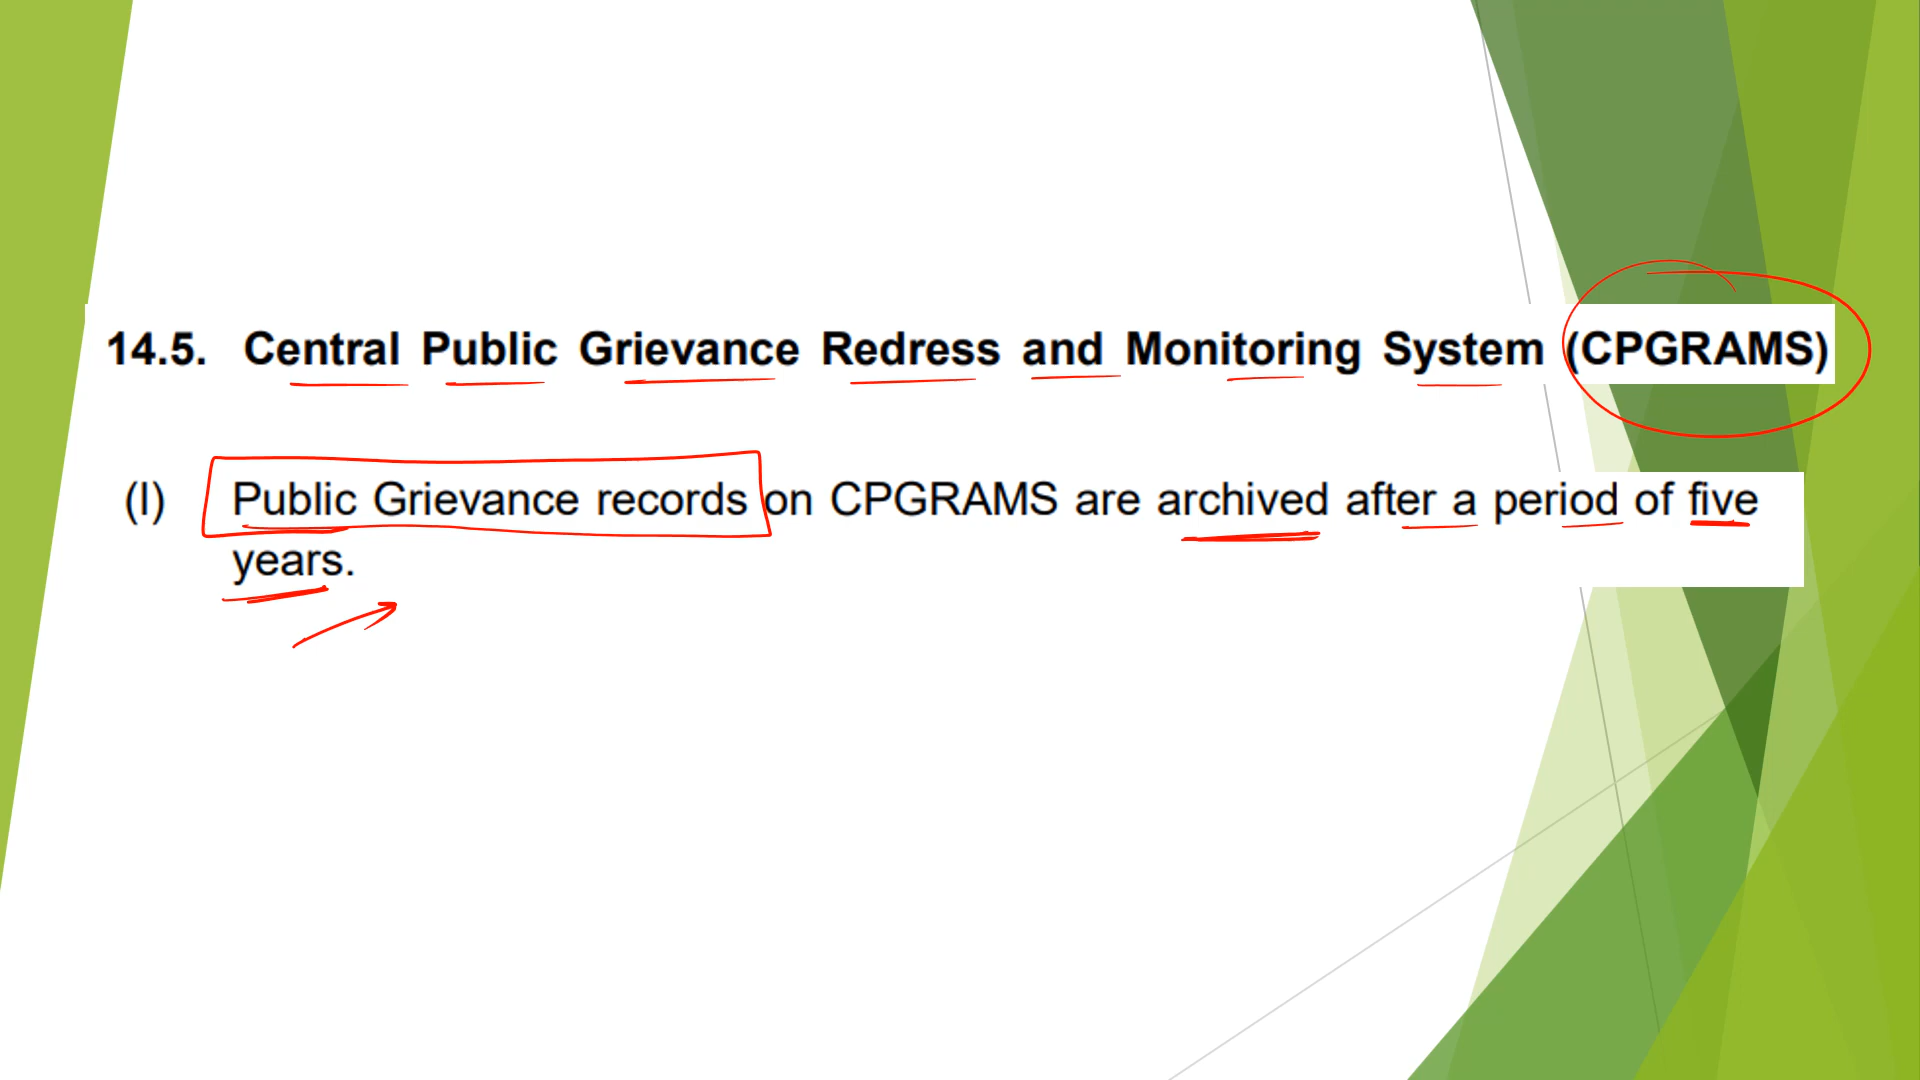 14.5. Central Public Grievance Redress and Monitoring System (CPGRAMS)
(I) Public Grievance records on CPGRAMS are archived after a period of five
years.